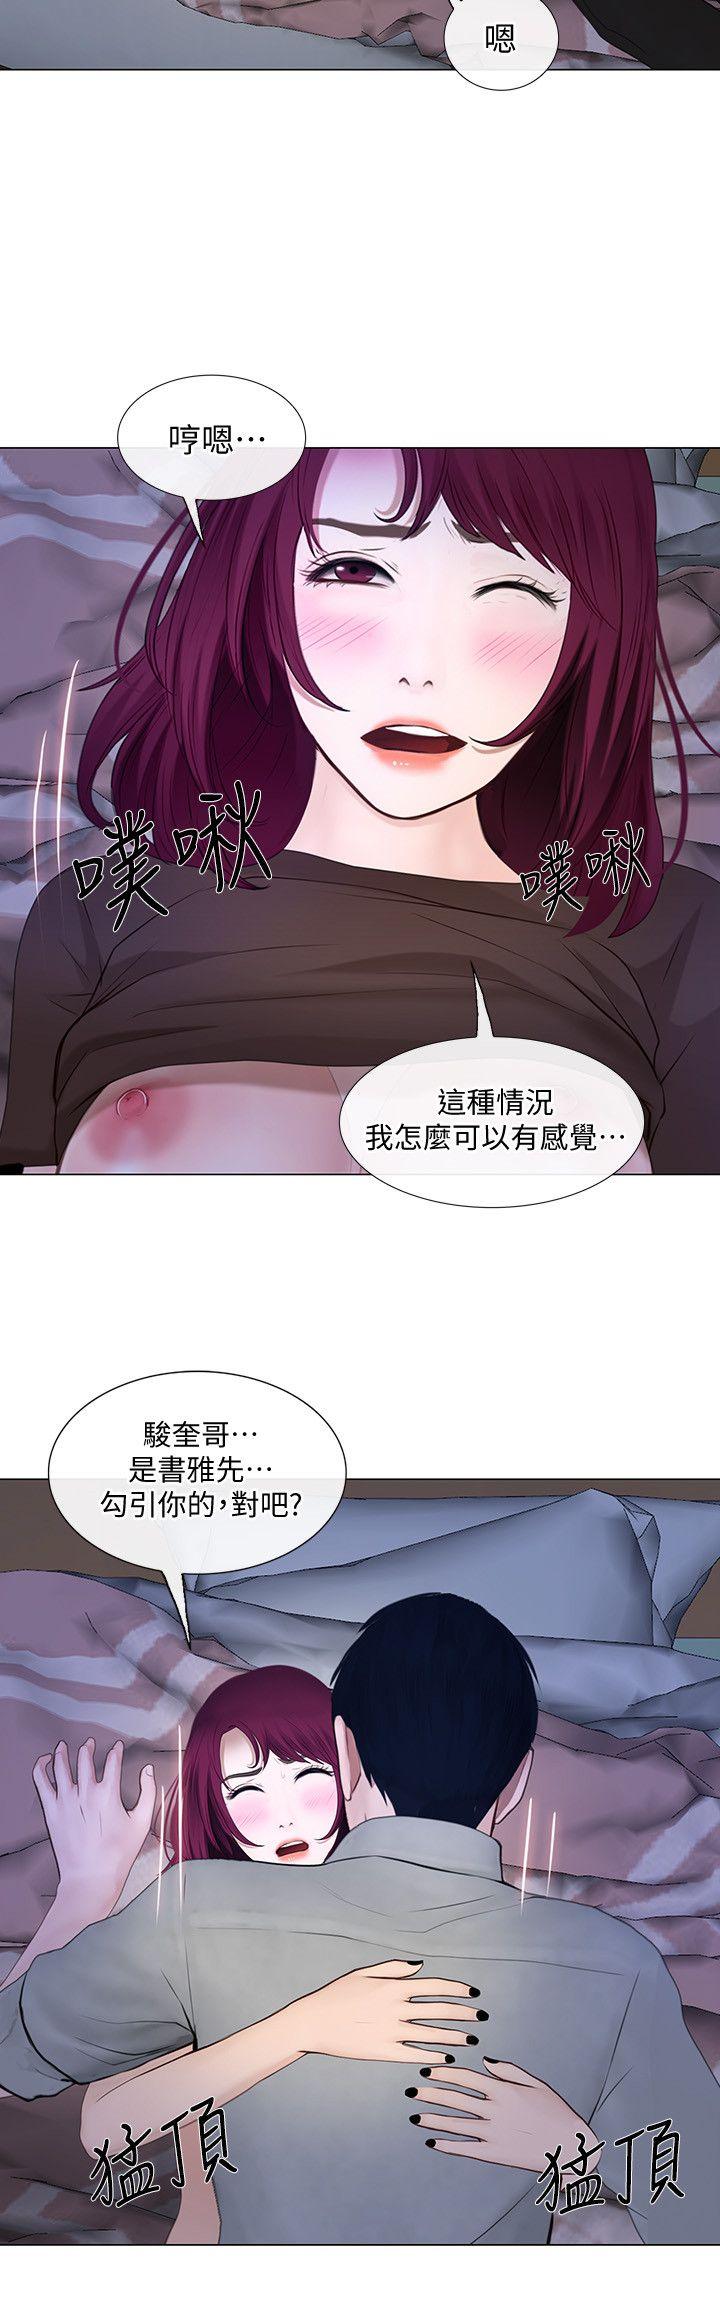 嗯
哼嗯…
噗啾
噗啾
這種情況
我怎麼可以有感覺…
駿奎哥…
是書雅先…
勾引你的，對吧？
猛頂
猛頂